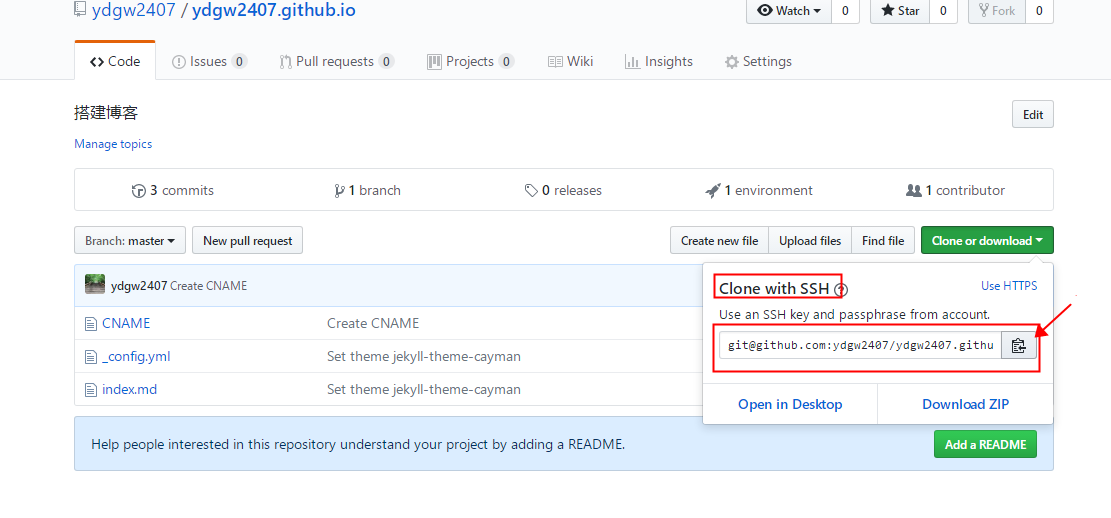 ydgw2407 / ydgw2407.github.io
Watch 0 Star 0 Fork 0
Code Issues 0 Pull requests 0 Projects 0 Wiki Insights Settings
搭建博客
Edit
Manage topics
3 commits 1 branch 0 releases 1 environment 1 contributor
Branch: master New pull request Create new file Upload files Find file Clone or download
ydgw2407 Create CNAME
Clone with SSH ? Use HTTPS
Use an SSH key and passphrase from account.
git@github.com:ydgw2407/ydgw2407.githu
Open in Desktop Download ZIP
CNAME Create CNAME
_config.yml Set theme jekyll-theme-cayman
index.md Set theme jekyll-theme-cayman
Help people interested in this repository understand your project by adding a README. Add a README